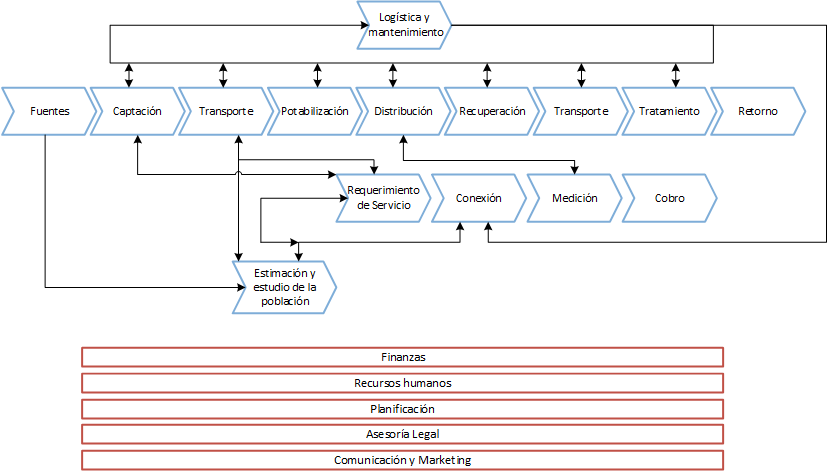 Logística y
mantenimiento
Fuentes
Captación
Transporte
Potabilización
Distribución
Recuperación
Transporte
Tratamiento
Retorno
Requerimiento
de Servicio
Conexión
Medición
Cobro
Estimación y
estudio de la
población
Finanzas
Recursos humanos
Planificación
Asesoría Legal
Comunicación y Marketing